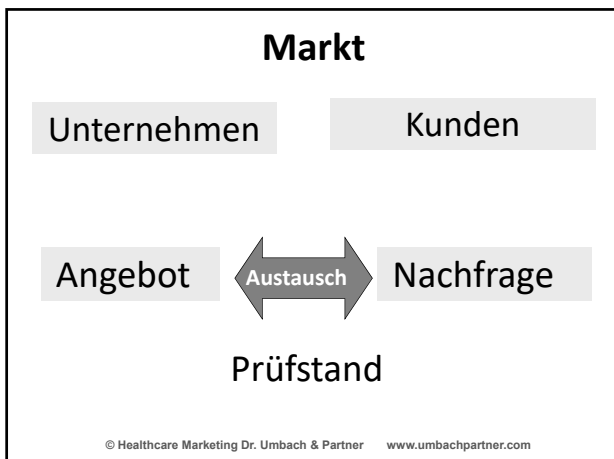 Markt
Unternehmen Kunden
Angebot Austausch Nachfrage
Prüfstand
© Healthcare Marketing Dr. Umbach & Partner www.umbachpartner.com